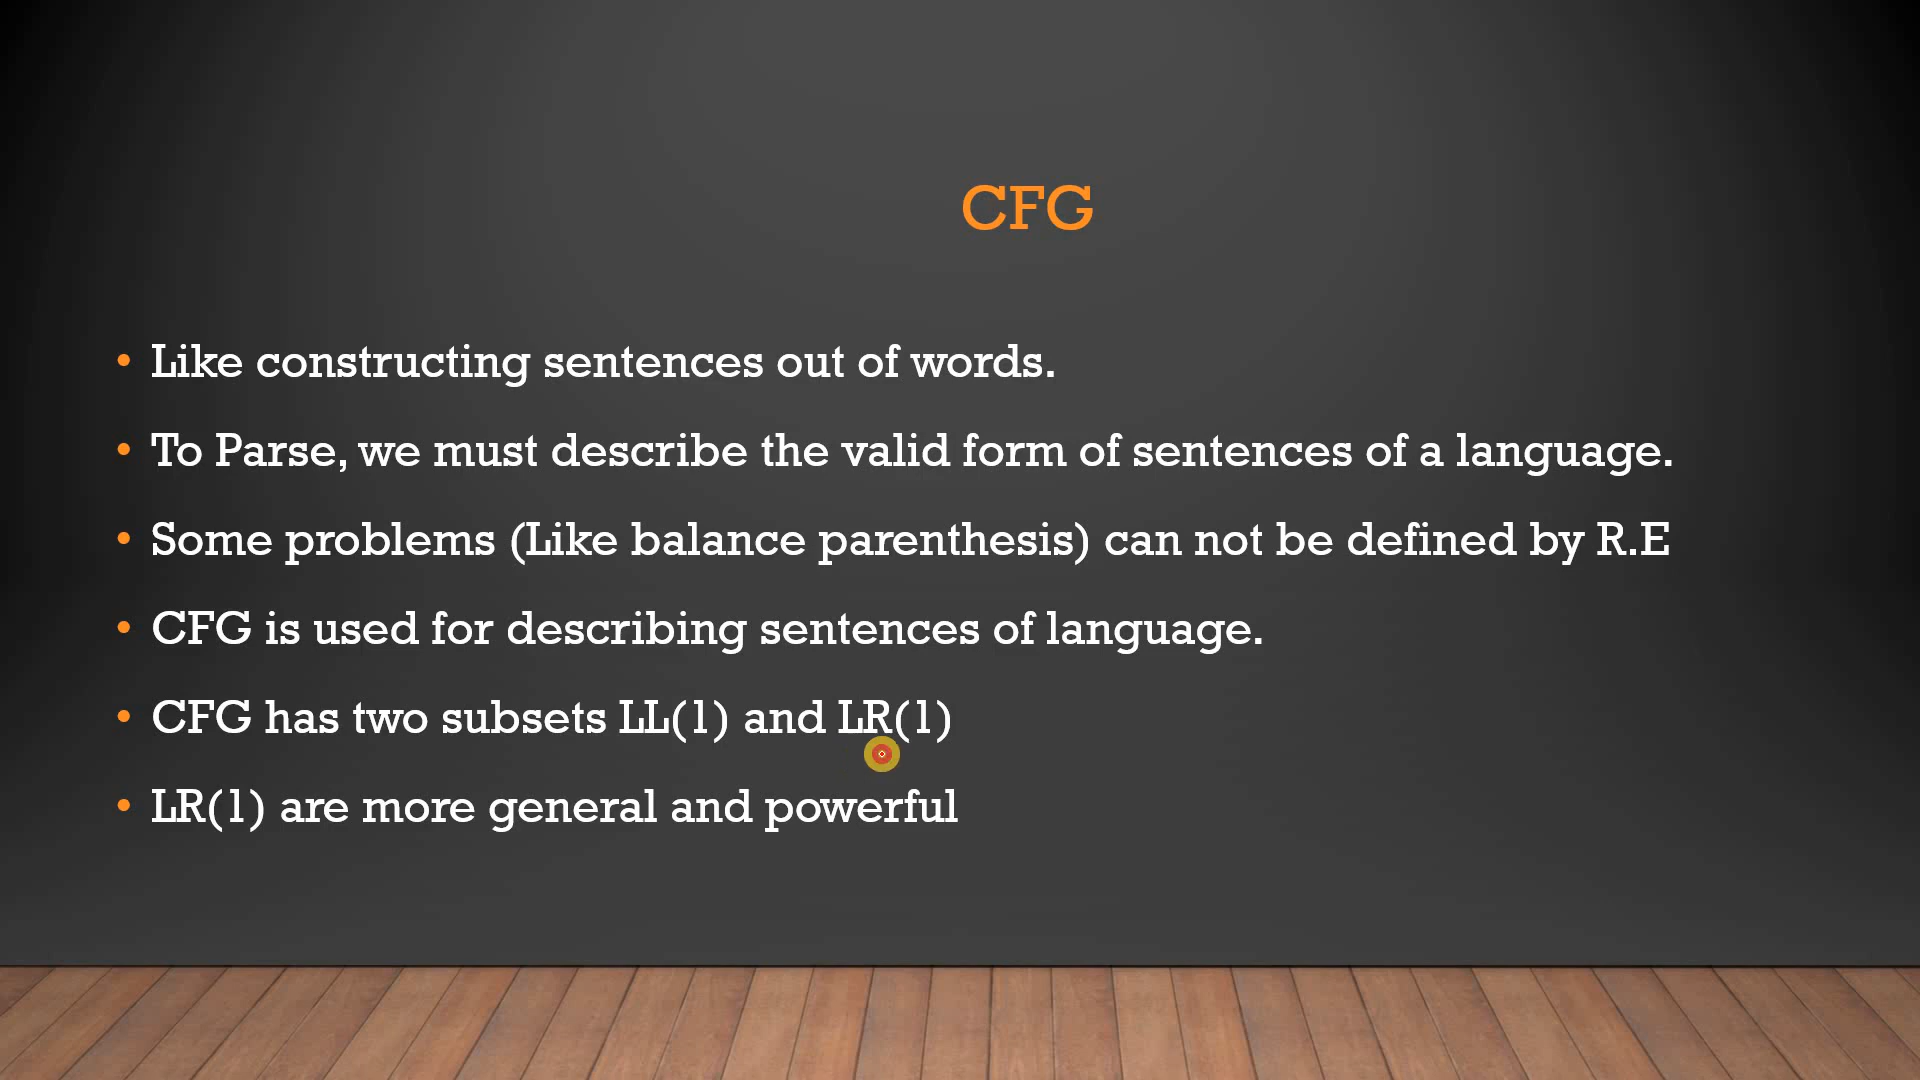 CFG
• Like constructing sentences out of words.
• To Parse, we must describe the valid form of sentences of a language.
• Some problems (Like balance parenthesis) can not be defined by R.E
• CFG is used for describing sentences of language.
• CFG has two subsets LL(1) and LR(1)
• LR(1) are more general and powerful